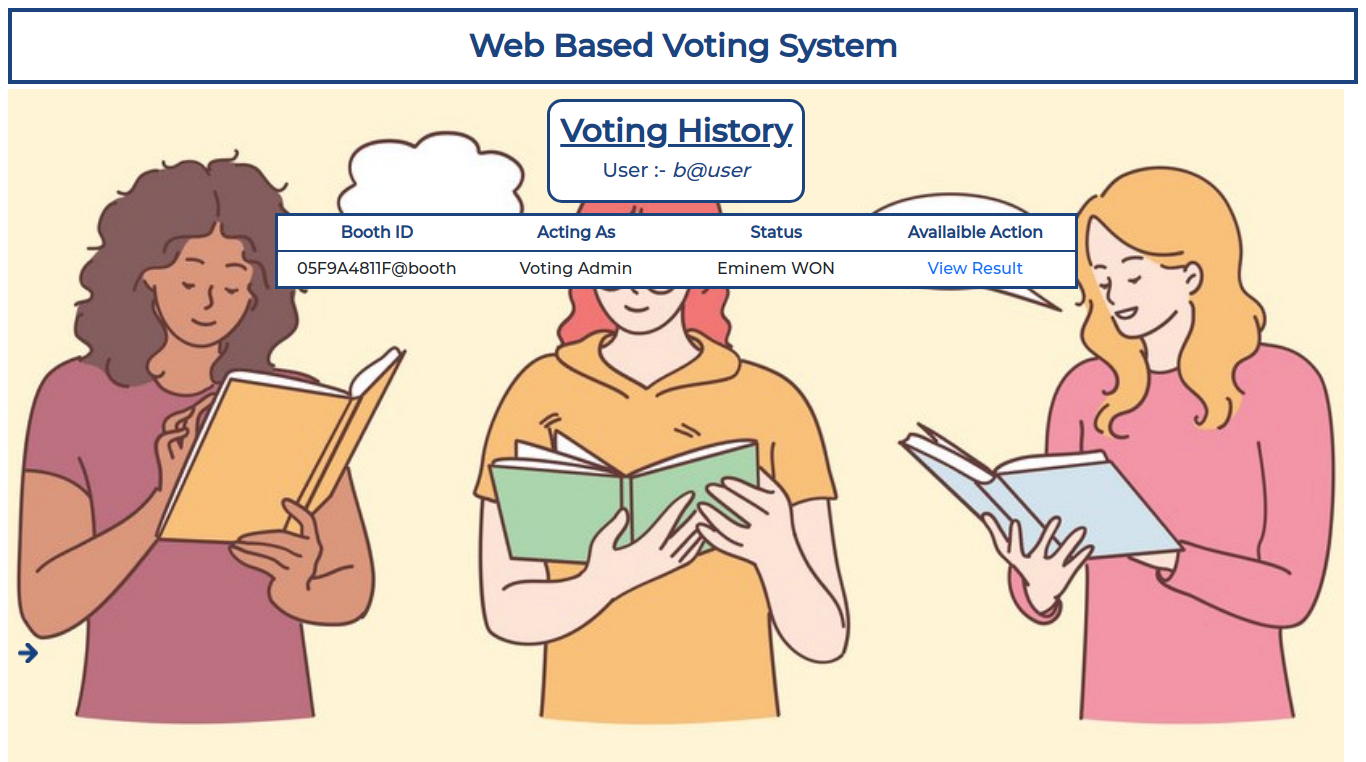 Web Based Voting System
Voting History
User :- b@user
Booth ID Acting As Status Availaible Action
05F9A4811F@booth Voting Admin Eminem WON View Result